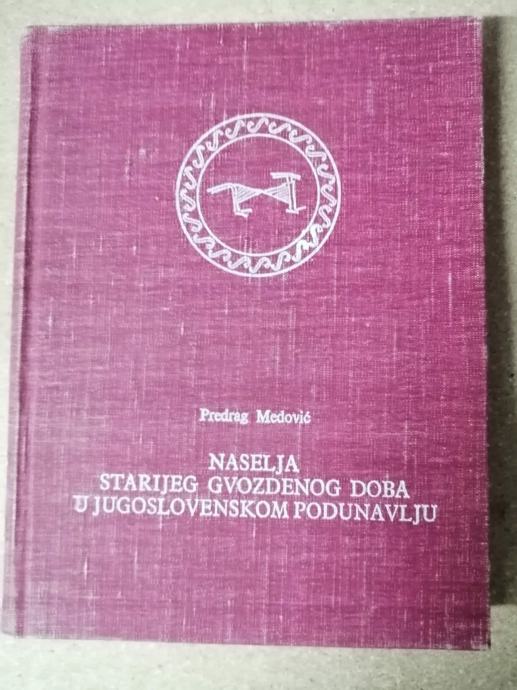 Predrag Medović
NASELJA
STARIJEG GVOZDENOG DOBA
U JUGOSLOVENSKOM PODUNAVLJU